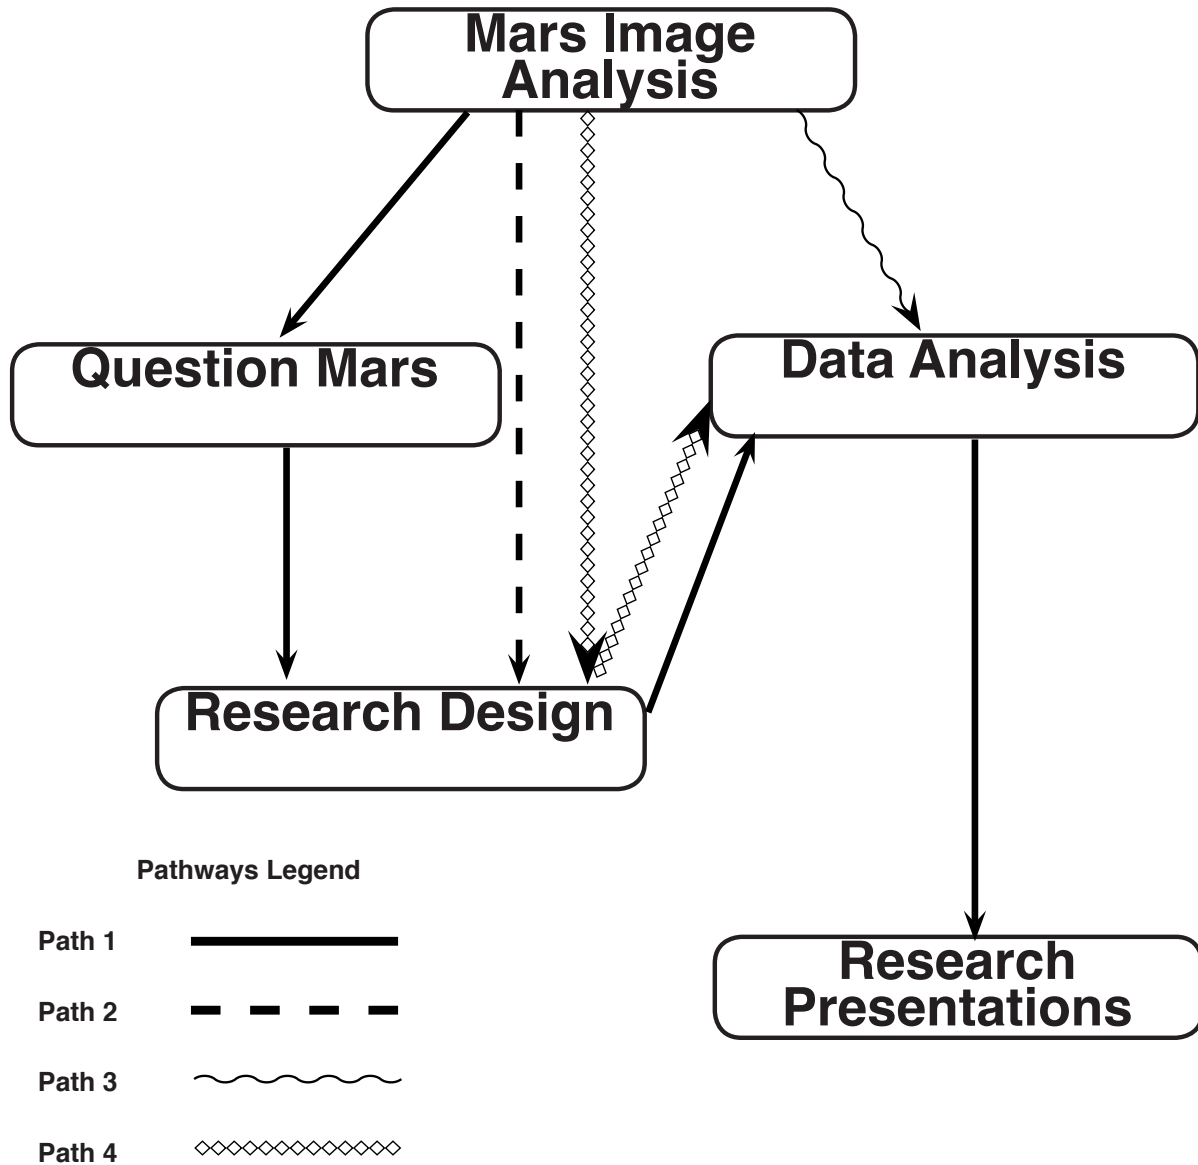 Mars Image
Analysis
Question Mars
Data Analysis
Research Design
Research
Presentations
Pathways Legend
Path 1
Path 2
Path 3
Path 4